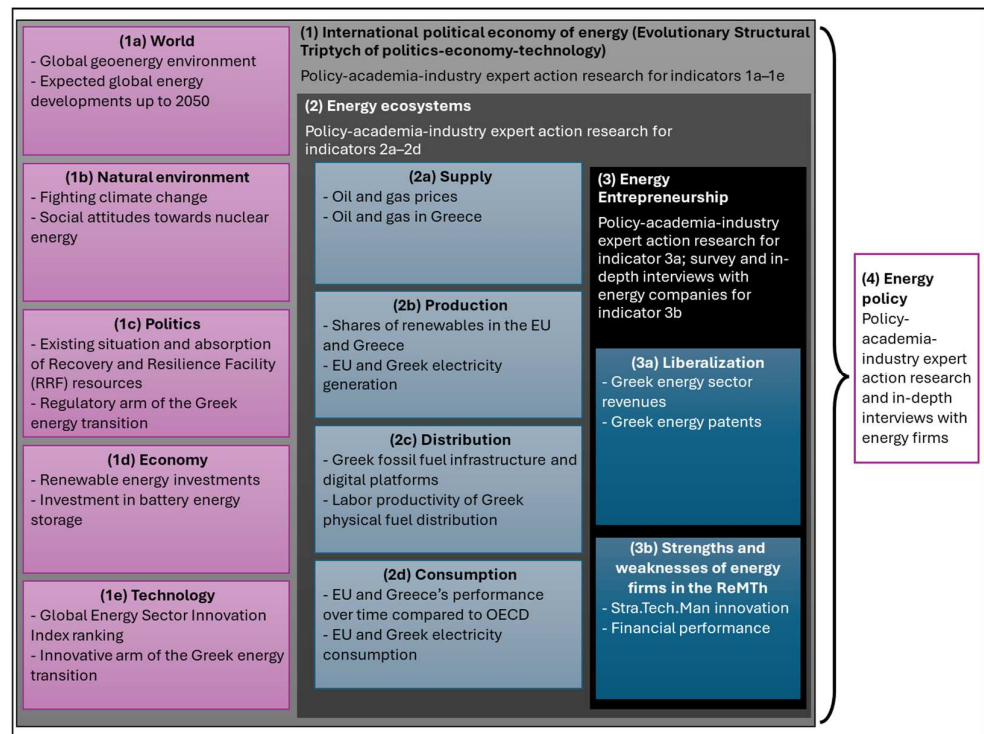 (1a) World
- Global geoenergy environment
- Expected global energy
developments up to 2050
(1b) Natural environment
- Fighting climate change
- Social attitudes towards nuclear
energy
(1c) Politics
- Existing situation and absorption
of Recovery and Resilience Facility
(RRF) resources
- Regulatory arm of the Greek
energy transition
(1d) Economy
- Renewable energy investments
- Investment in battery energy
storage
(1e) Technology
- Global Energy Sector Innovation
Index ranking
- Innovative arm of the Greek energy
transition
(1) International political economy of energy (Evolutionary Structural
Triptych of politics-economy-technology)
Policy-academia-industry expert action research for indicators 1a–1e
(2) Energy ecosystems
Policy-academia-industry expert action research for
indicators 2a–2d
(2a) Supply
- Oil and gas prices
- Oil and gas in Greece
(2b) Production
- Shares of renewables in the EU
and Greece
- EU and Greek electricity
generation
(2c) Distribution
- Greek fossil fuel infrastructure and
digital platforms
- Labor productivity of Greek
physical fuel distribution
(2d) Consumption
- EU and Greece’s performance
over time compared to OECD
- EU and Greek electricity
consumption
(3) Energy
Entrepreneurship
Policy-academia-industry
expert action research for
indicator 3a; survey and in-
depth interviews with
energy companies for
indicator 3b
(3a) Liberalization
- Greek energy sector
revenues
- Greek energy patents
(3b) Strengths and
weaknesses of energy
firms in the ReMTh
- Stra.Tech.Man innovation
- Financial performance
(4) Energy
policy
Policy-
academia-
industry expert
action research
and in-depth
interviews with
energy firms